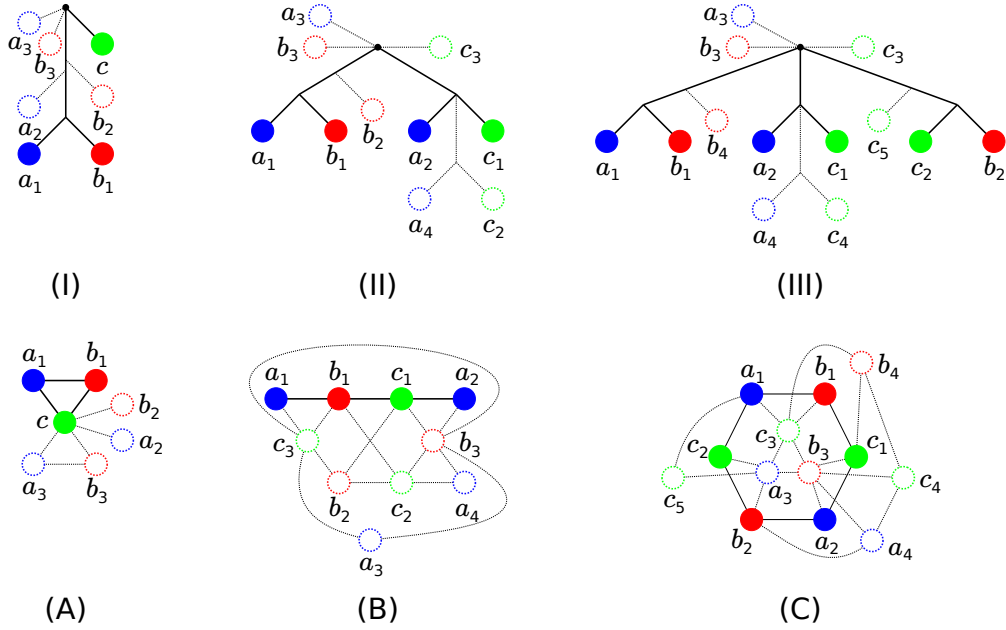 a₃ a₃ a₃
b₃ c b₃ c₃ b₃ c₃
a₂ b₂ b₂ b₄ c₅
a₁ b₁ a₁ b₁ a₂ c₁ a₁ b₁ a₂ c₁ c₂ b₂
a₄ c₂ a₄ c₄
(I) (II) (III)
a₁ b₁ a₁ b₁ c₁ a₂ a₁ b₁ b₄
c b₂ c₃ b₃ c₂ c₃ b₃ c₁
a₂
a₃ b₃ b₂ c₂ a₄ c₅ a₃ c₄
a₃ b₂ a₂ a₄
(A) (B) (C)